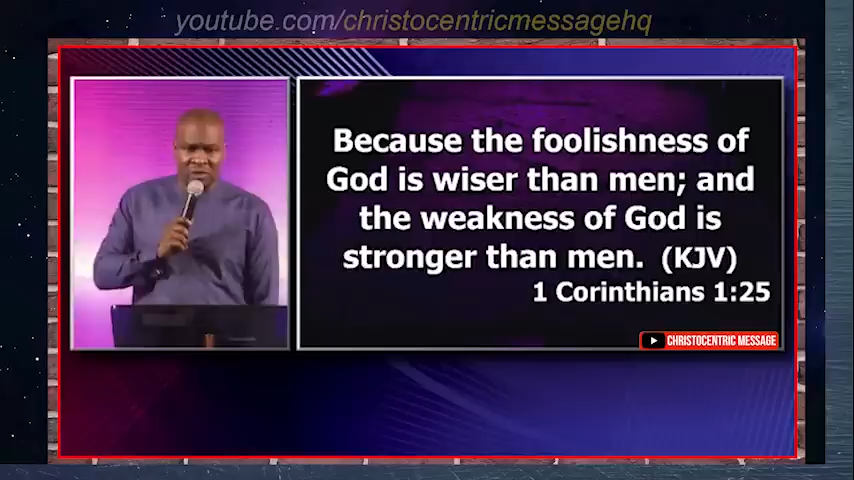 youtube.com/christocentricmessagehq
Because the foolishness of
God is wiser than men; and
the weakness of God is
stronger than men. (KJV)
1 Corinthians 1:25
CHRISTOCENTRIC MESSAGE